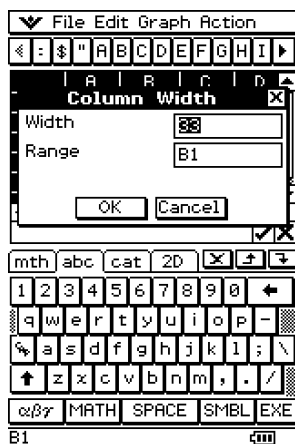 File Edit Graph Action
: $ " A B C D E F G H I
A B C D
Column Width
Width 33
Range B1
OK Cancel
mth abc cat 2D
1 2 3 4 5 6 7 8 9 0
q w e r t y u i o p -
a s d f g h j k l ; \
z x c v b n m , . /
αβγ MATH SPACE SMBL EXE
B1